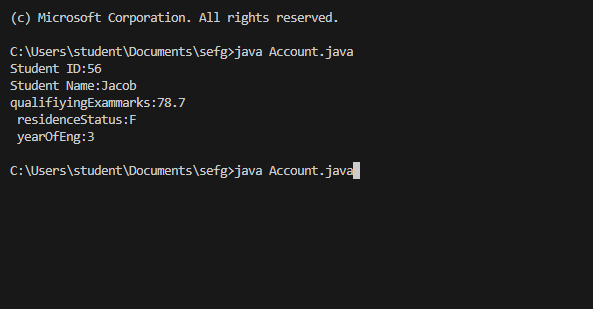 (c) Microsoft Corporation. All rights reserved.
C:\Users\student\Documents\sefg>java Account.java
Student ID:56
Student Name:Jacob
qualifiyingExammarks:78.7
residenceStatus:F
yearOfEng:3
C:\Users\student\Documents\sefg>java Account.java